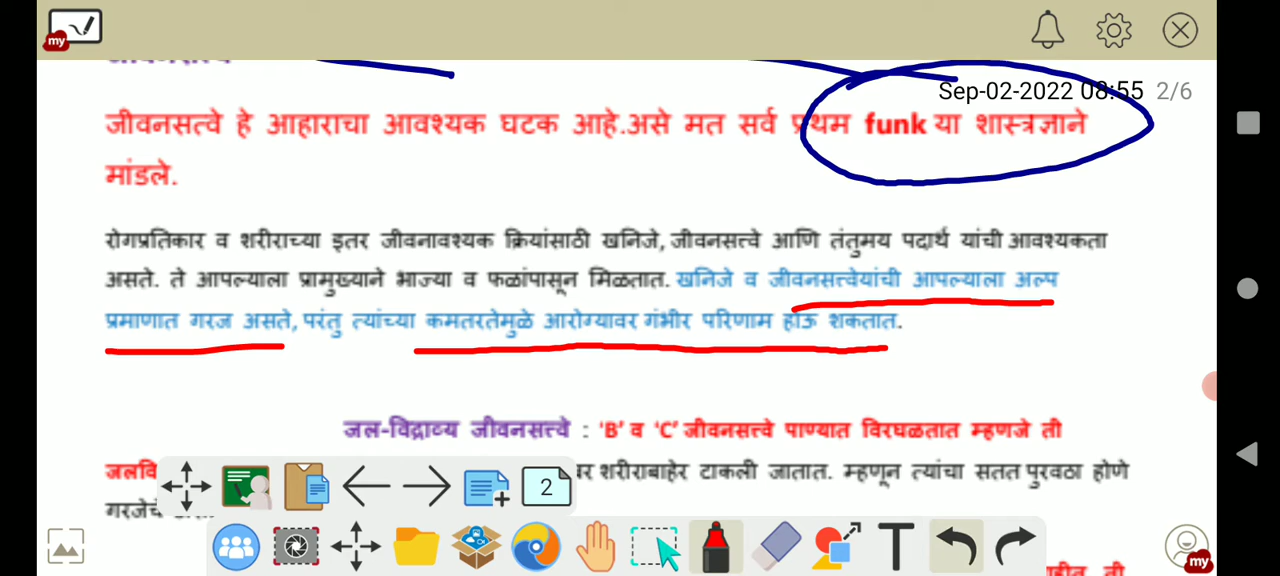 Sep-02-2022 08:55 2/6
जीवनसत्वे हे आहाराचा आवश्यक घटक आहे.असे मत सर्व प्रथम funk या शास्त्रज्ञाने
मांडले.
रोगप्रतिकार व शरीराच्या इतर जीवनावश्यक क्रियांसाठी खनिजे, जीवनसत्त्वे आणि तंतुमय पदार्थ यांची आवश्यकता
असते. ते आपल्याला प्रामुख्याने भाज्या व फळांपासून मिळतात. खनिजे व जीवनसत्त्वेयांची आपल्याला अल्प
प्रमाणात गरज असते, परंतु त्यांच्या कमतरतेमुळे आरोग्यावर गंभीर परिणाम होऊ शकतात.
जल-विद्राव्य जीवनसत्त्वे : 'B' व 'C' जीवनसत्त्वे पाण्यात विरघळतात म्हणजे ती
शरीराबाहेर टाकली जातात. म्हणून त्यांचा सतत पुरवठा होणे
2
my
T
my